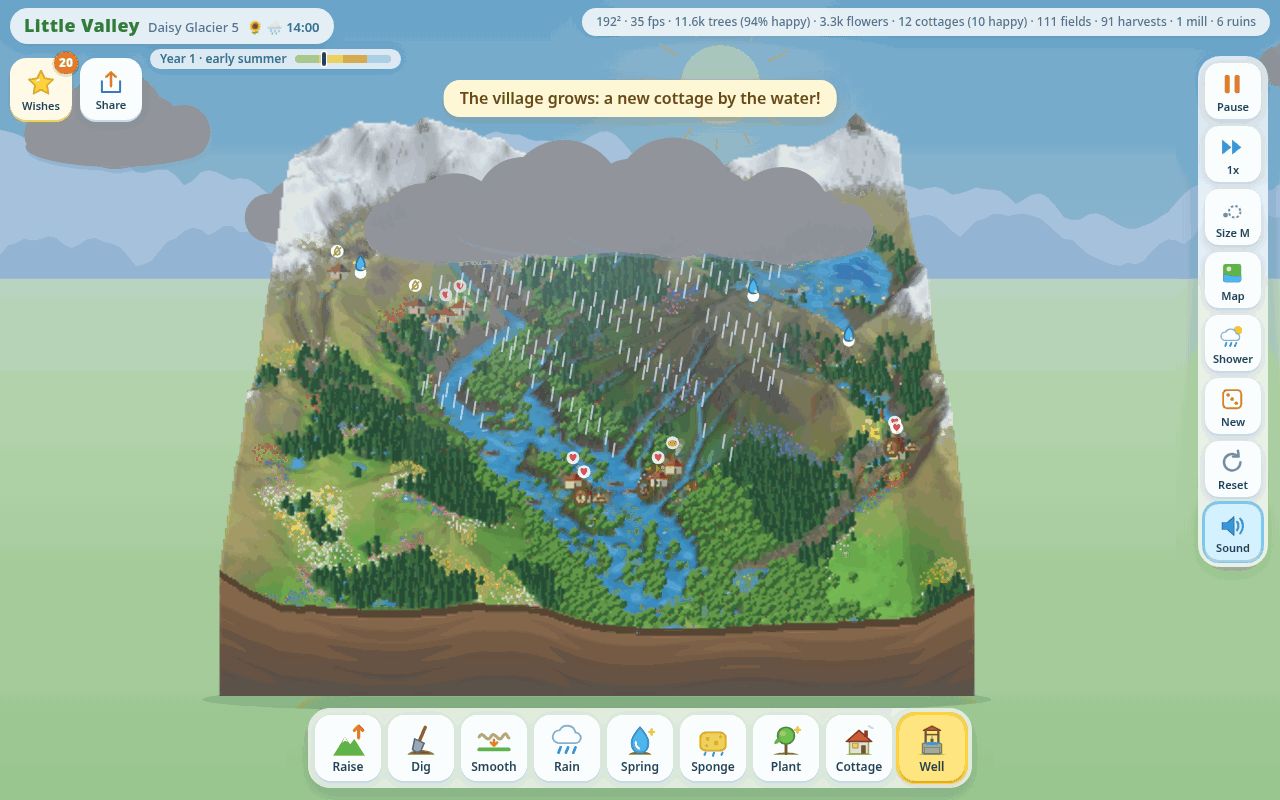 Little Valley Daisy Glacier 5 14:00
192² · 35 fps · 11.6k trees (94% happy) · 3.3k flowers · 12 cottages (10 happy) · 111 fields · 91 harvests · 1 mill · 6 ruins
Year 1 · early summer
20
Wishes
Share
The village grows: a new cottage by the water!
Pause
1x
Size M
Map
Shower
New
Reset
Sound
Raise
Dig
Smooth
Rain
Spring
Sponge
Plant
Cottage
Well